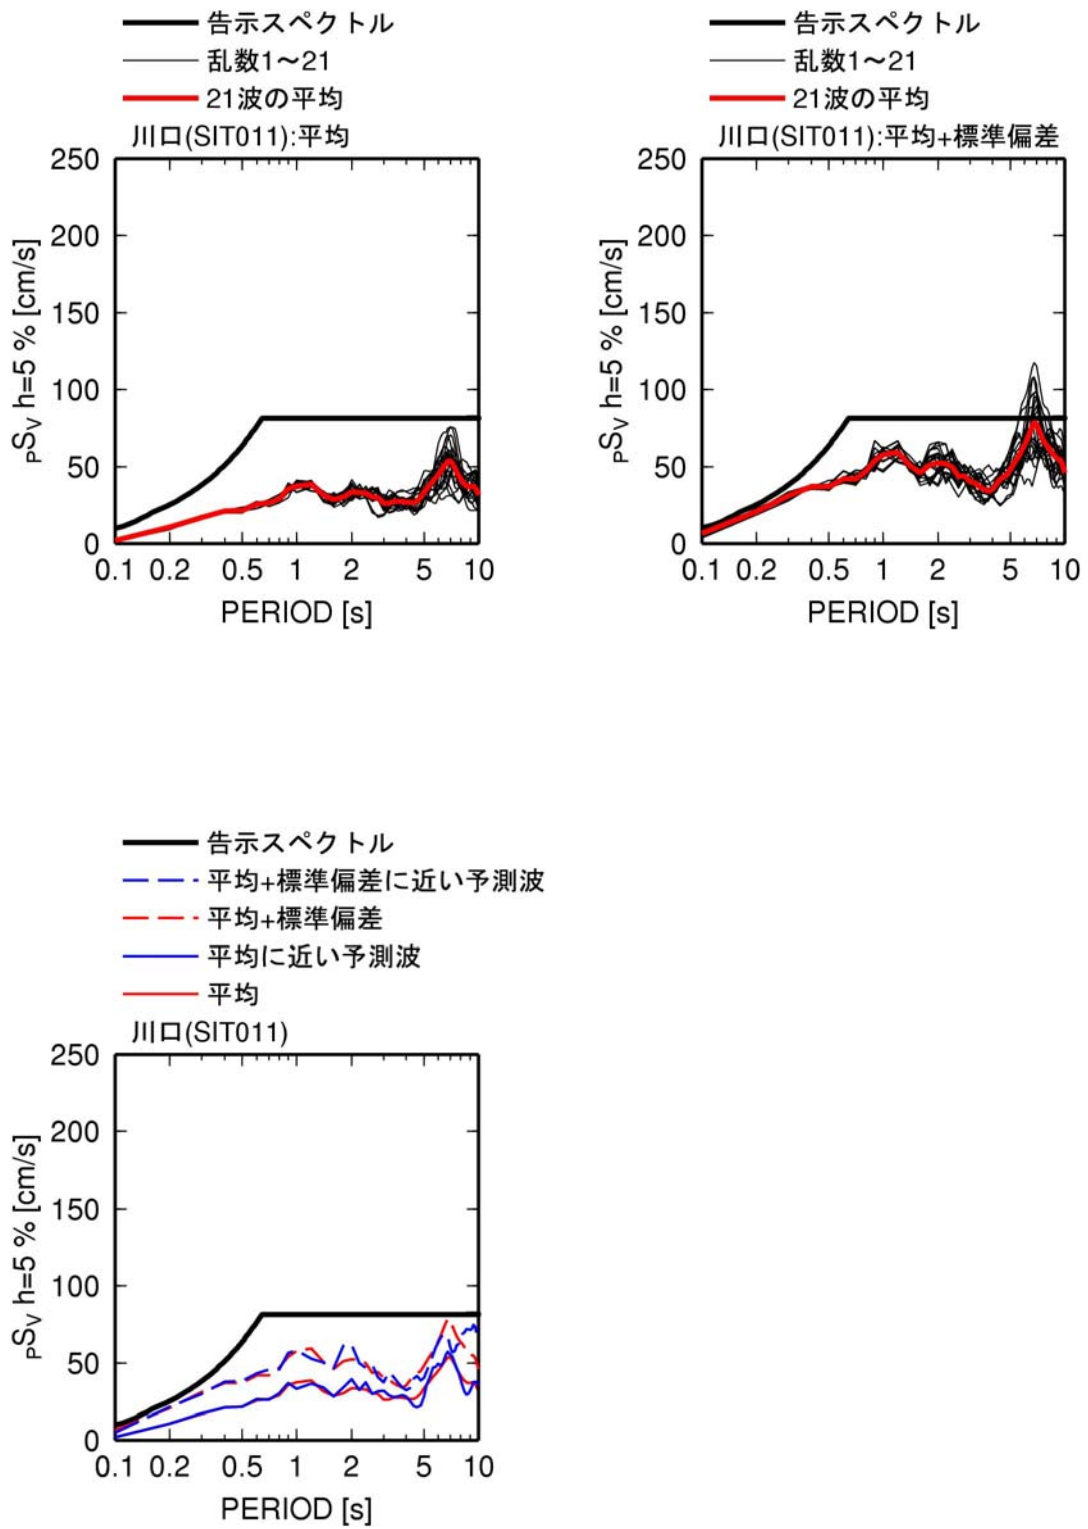 告示スペクトル
乱数1～21
21波の平均
川口(SIT011):平均
250
200
150
100
50
0
PSV h=5 % [cm/s]
0.1 0.2 0.5 1 2 5 10
PERIOD [s]
告示スペクトル
乱数1～21
21波の平均
川口(SIT011):平均+標準偏差
250
200
150
100
50
0
PSV h=5 % [cm/s]
0.1 0.2 0.5 1 2 5 10
PERIOD [s]
告示スペクトル
平均+標準偏差に近い予測波
平均+標準偏差
平均に近い予測波
平均
川口(SIT011)
250
200
150
100
50
0
PSV h=5 % [cm/s]
0.1 0.2 0.5 1 2 5 10
PERIOD [s]